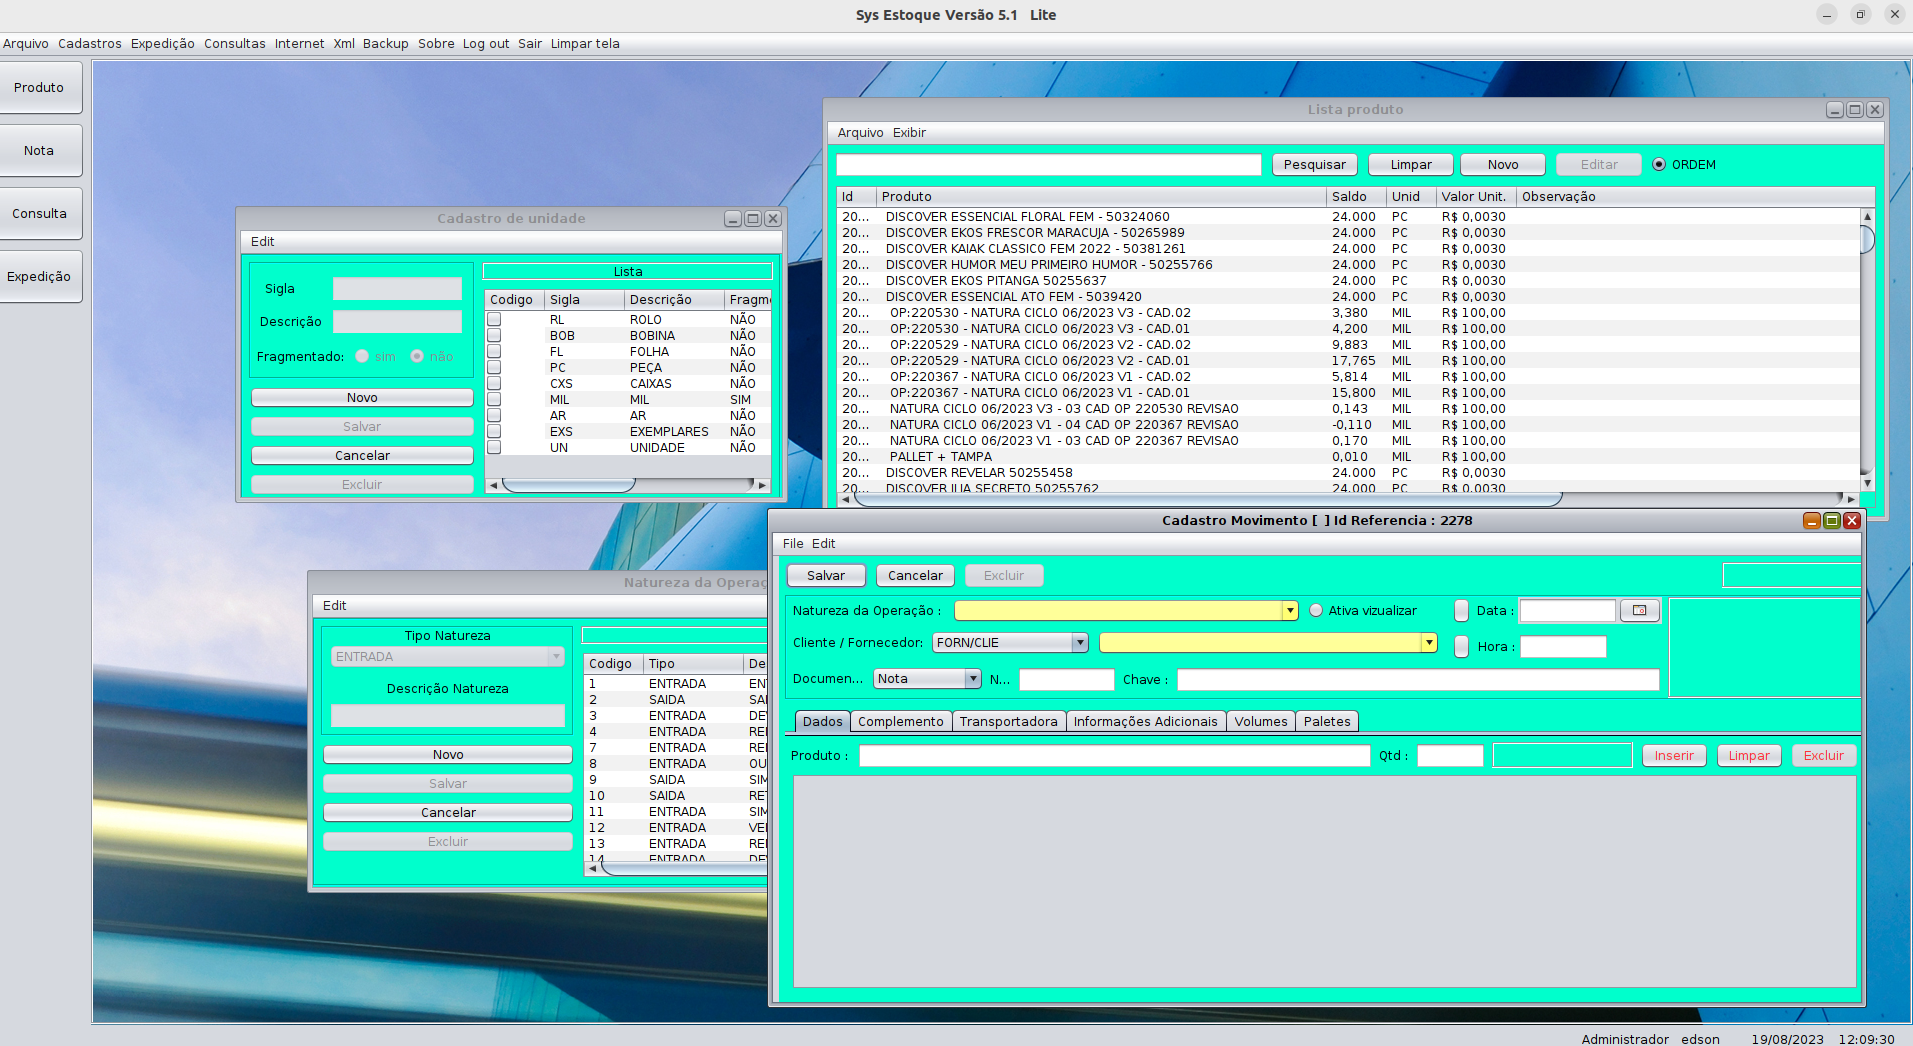 Sys Estoque Versão 5.1 Lite
Arquivo Cadastros Expedição Consultas Internet Xml Backup Sobre Log out Sair Limpar tela
Produto
Nota
Consulta
Expedição
Cadastro de unidade
Edit
Sigla
Descrição
Fragmentado: sim não
Novo
Salvar
Cancelar
Excluir
Lista
Codigo Sigla Descrição Fragme
RL ROLO NÃO
BOB BOBINA NÃO
FL FOLHA NÃO
PC PEÇA NÃO
CXS CAIXAS NÃO
MIL MIL SIM
AR AR NÃO
EXS EXEMPLARES NÃO
UN UNIDADE NÃO
Lista produto
Arquivo Exibir
Pesquisar Limpar Novo Editar ORDEM
Id Produto Saldo Unid Valor Unit. Observação
20... DISCOVER ESSENCIAL FLORAL FEM - 50324060 24.000 PC R$ 0,0030
20... DISCOVER EKOS FRESCOR MARACUJA - 50265989 24.000 PC R$ 0,0030
20... DISCOVER KAIAK CLASSICO FEM 2022 - 50381261 24.000 PC R$ 0,0030
20... DISCOVER HUMOR MEU PRIMEIRO HUMOR - 50255766 24.000 PC R$ 0,0030
20... DISCOVER EKOS PITANGA 50255637 24.000 PC R$ 0,0030
20... DISCOVER ESSENCIAL ATO FEM - 5039420 24.000 PC R$ 0,0030
20... OP:220530 - NATURA CICLO 06/2023 V3 - CAD.02 3,380 MIL R$ 100,00
20... OP:220530 - NATURA CICLO 06/2023 V3 - CAD.01 4,200 MIL R$ 100,00
20... OP:220529 - NATURA CICLO 06/2023 V2 - CAD.02 9,883 MIL R$ 100,00
20... OP:220529 - NATURA CICLO 06/2023 V2 - CAD.01 17,765 MIL R$ 100,00
20... OP:220367 - NATURA CICLO 06/2023 V1 - CAD.02 5,814 MIL R$ 100,00
20... OP:220367 - NATURA CICLO 06/2023 V1 - CAD.01 15,800 MIL R$ 100,00
20... NATURA CICLO 06/2023 V3 - 03 CAD OP 220530 REVISAO 0,143 MIL R$ 100,00
20... NATURA CICLO 06/2023 V1 - 04 CAD OP 220367 REVISAO -0,110 MIL R$ 100,00
20... NATURA CICLO 06/2023 V1 - 03 CAD OP 220367 REVISAO 0,170 MIL R$ 100,00
20... PALLET + TAMPA 0,010 MIL R$ 100,00
20... DISCOVER REVELAR 50255458 24.000 PC R$ 0,0030
20... DISCOVER ILIA SECRETO 50255762 24.000 PC R$ 0,0030
Natureza da Operaç
Edit
Tipo Natureza
ENTRADA
Descrição Natureza
Novo
Salvar
Cancelar
Excluir
Codigo Tipo De
1 ENTRADA EN
2 SAIDA SAI
3 ENTRADA DE
4 ENTRADA REI
7 ENTRADA REI
8 ENTRADA OU
9 SAIDA SIM
10 SAIDA RE
11 ENTRADA SIM
12 ENTRADA VEI
13 ENTRADA REI
14 ENTRADA DE
Cadastro Movimento [ ] Id Referencia : 2278
File Edit
Salvar Cancelar Excluir
Natureza da Operação : Ativa vizualizar Data :
Cliente / Fornecedor: FORN/CLIE Hora :
Documen... Nota N... Chave :
Dados Complemento Transportadora Informações Adicionais Volumes Paletes
Produto : Qtd : Inserir Limpar Excluir
Administrador edson 19/08/2023 12:09:30